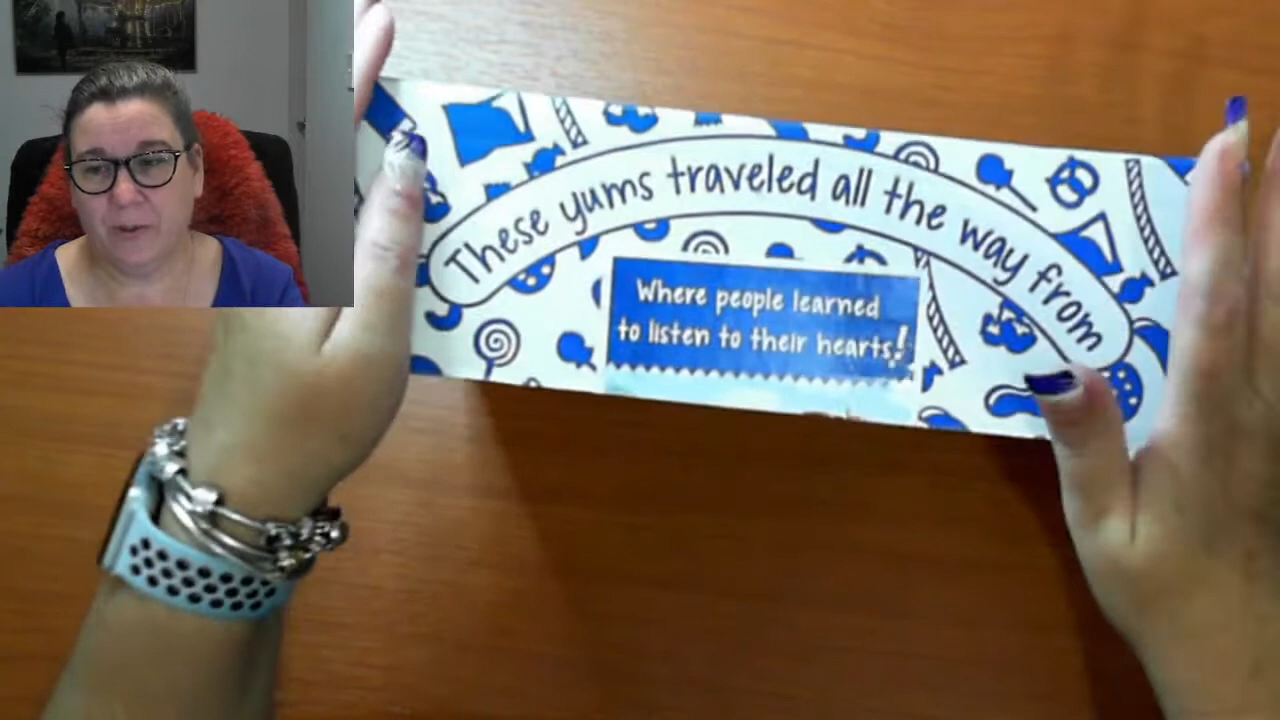 These yums traveled all the way from
Where people learned
to listen to their hearts!